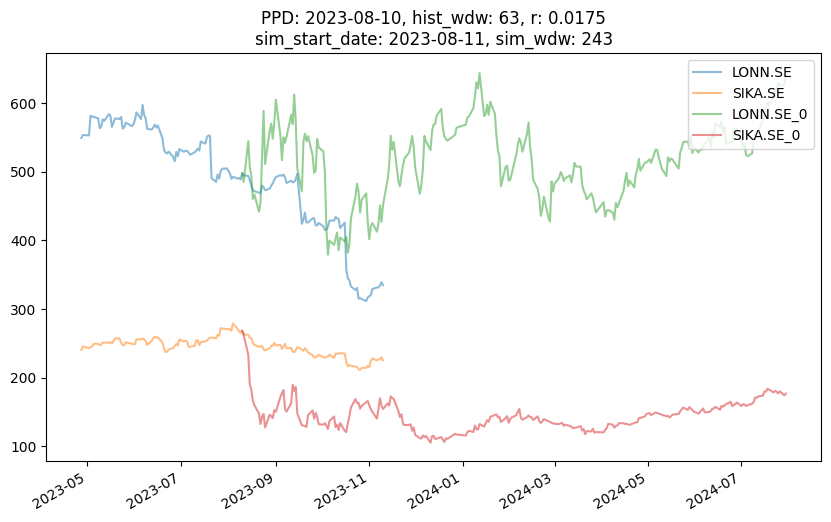 PPD: 2023-08-10, hist_wdw: 63, r: 0.0175
sim_start_date: 2023-08-11, sim_wdw: 243
LONN.SE
SIKA.SE
LONN.SE_0
SIKA.SE_0
600
500
400
300
200
100
2023-05
2023-07
2023-09
2023-11
2024-01
2024-03
2024-05
2024-07